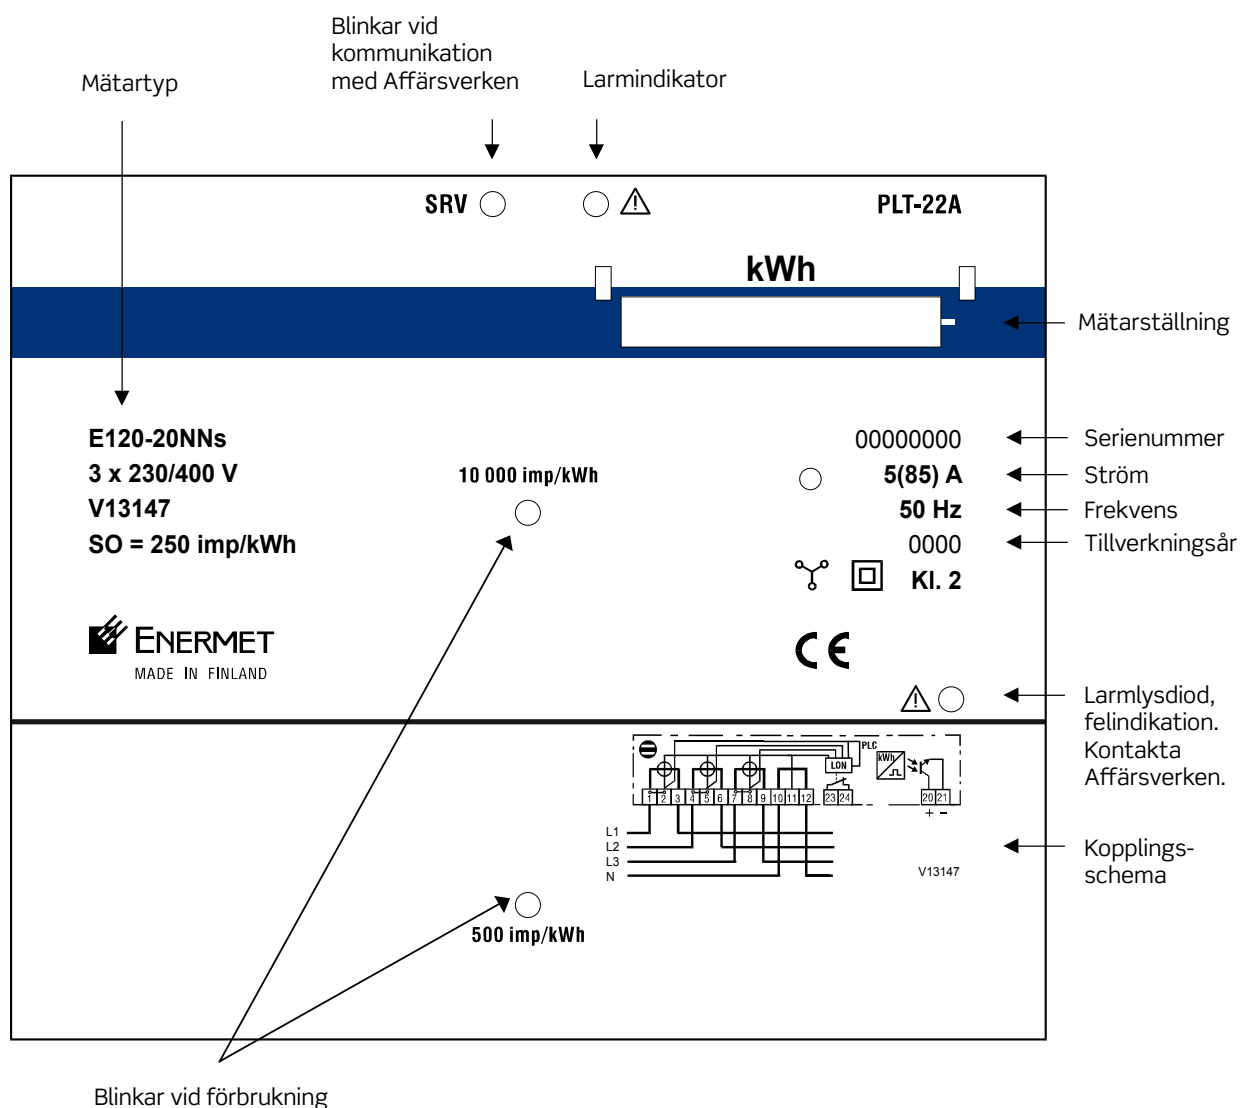 Blinkar vid
kommunikation
med Affärsverken
Mätartyp
Larmindikator
SRV
PLT-22A
kWh
Mätarställning
E120-20NNs
3 x 230/400 V
V13147
SO = 250 imp/kWh
10 000 imp/kWh
00000000
Serienummer
5(85) A
Ström
50 Hz
Frekvens
0000
Tillverkningsår
Kl. 2
ENERMET
MADE IN FINLAND
CE
Larmlysdiod,
felindikation.
Kontakta
Affärsverken.
PLC
LON
kWh
1 2 3 4 5 6 7 8 9 10 11 12 23 24 20 21
+ -
L1
L2
L3
N
V13147
Kopplings-
schema
500 imp/kWh
Blinkar vid förbrukning